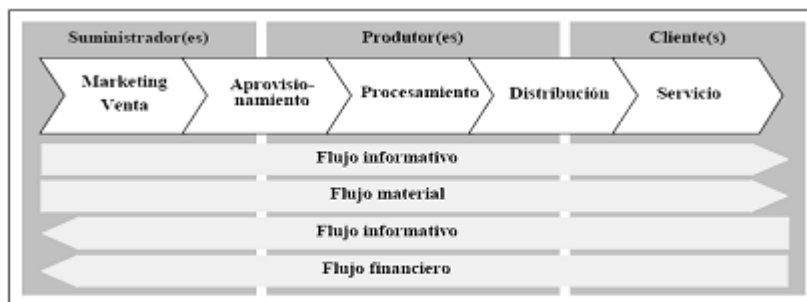 Suministrador(es) Produtor(es) Cliente(s)
Marketing
Venta
Aprovisio-
namiento
Procesamiento
Distribución
Servicio
Flujo informativo
Flujo material
Flujo informativo
Flujo financiero